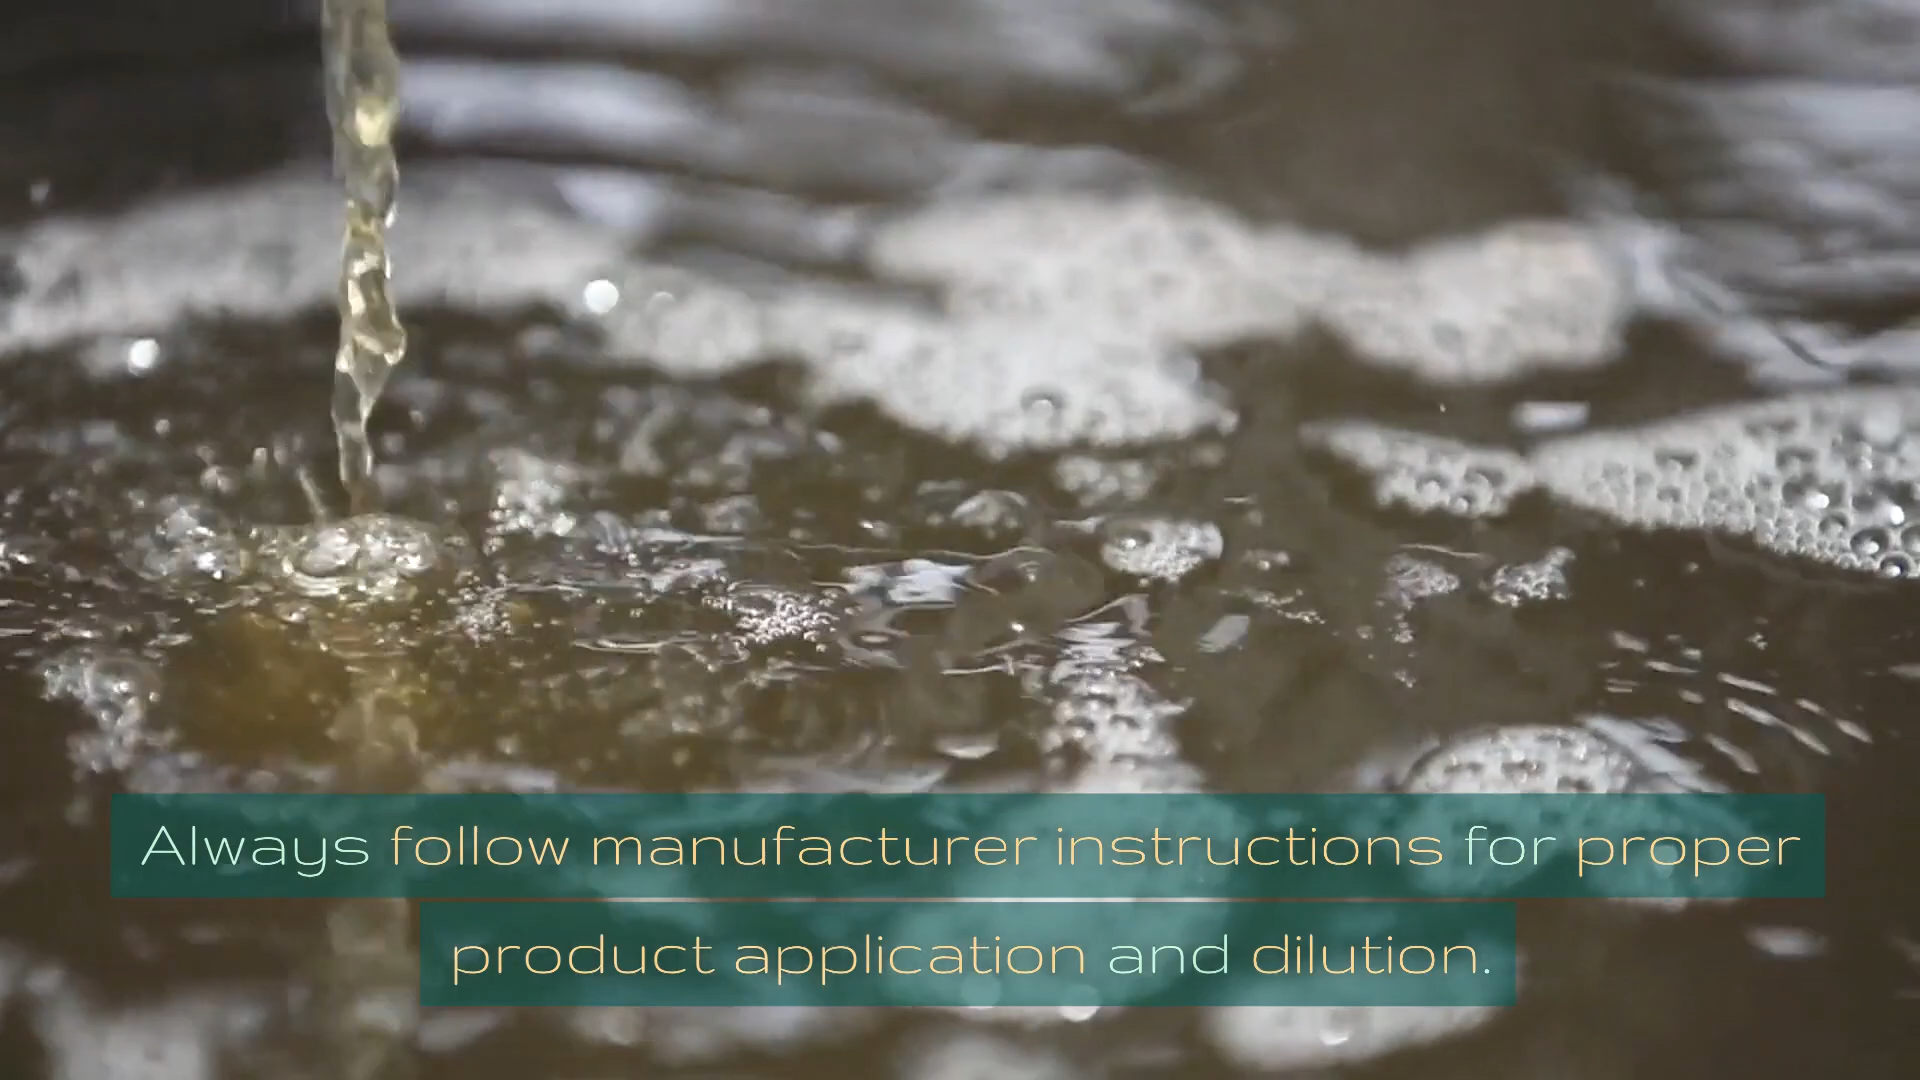 Always follow manufacturer instructions for proper
product application and dilution.